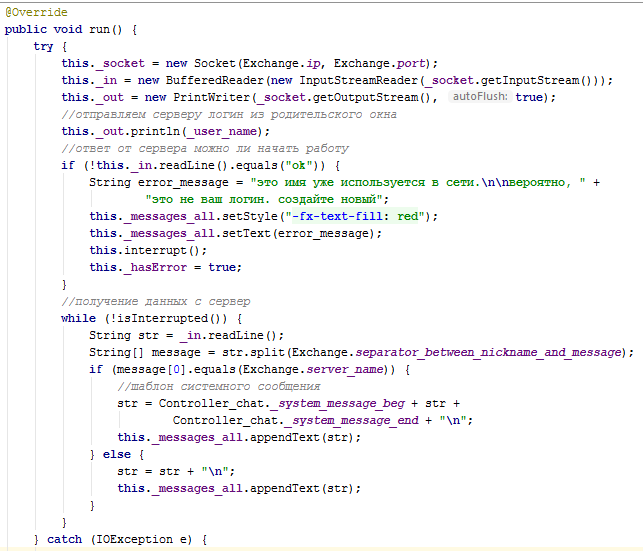 @Override
public void run() {
    try {
        this._socket = new Socket(Exchange.ip, Exchange.port);
        this._in = new BufferedReader(new InputStreamReader(_socket.getInputStream()));
        this._out = new PrintWriter(_socket.getOutputStream(), autoFlush: true);
        //отправляем серверу логин из родительского окна
        this._out.println(_user_name);
        //ответ от сервера можно ли начать работу
        if (!this._in.readLine().equals("ok")) {
            String error_message = "это имя уже используется в сети.\n\nвероятно, " +
                    "это не ваш логин. создайте новый";
            this._messages_all.setStyle("-fx-text-fill: red");
            this._messages_all.setText(error_message);
            this.interrupt();
            this._hasError = true;
        }
        //получение данных с сервер
        while (!isInterrupted()) {
            String str = _in.readLine();
            String[] message = str.split(Exchange.separator_between_nickname_and_message);
            if (message[0].equals(Exchange.server_name)) {
                //шаблон системного сообщения
                str = Controller_chat._system_message_beg + str +
                        Controller_chat._system_message_end + "\n";
                this._messages_all.appendText(str);
            } else {
                str = str + "\n";
                this._messages_all.appendText(str);
            }
        }
    } catch (IOException e) {